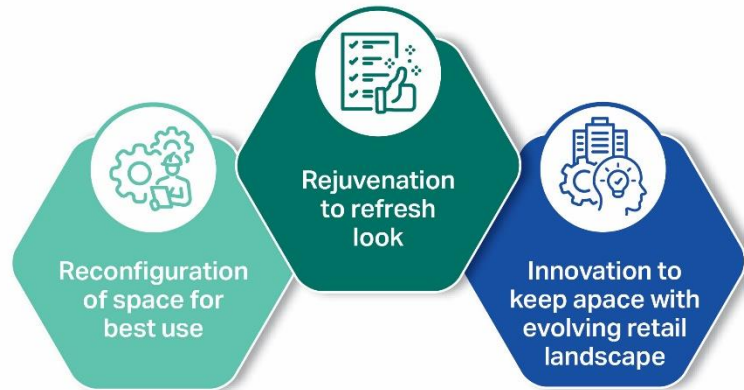 Reconfiguration
of space for
best use
Rejuvenation
to refresh
look
Innovation to
keep apace with
evolving retail
landscape